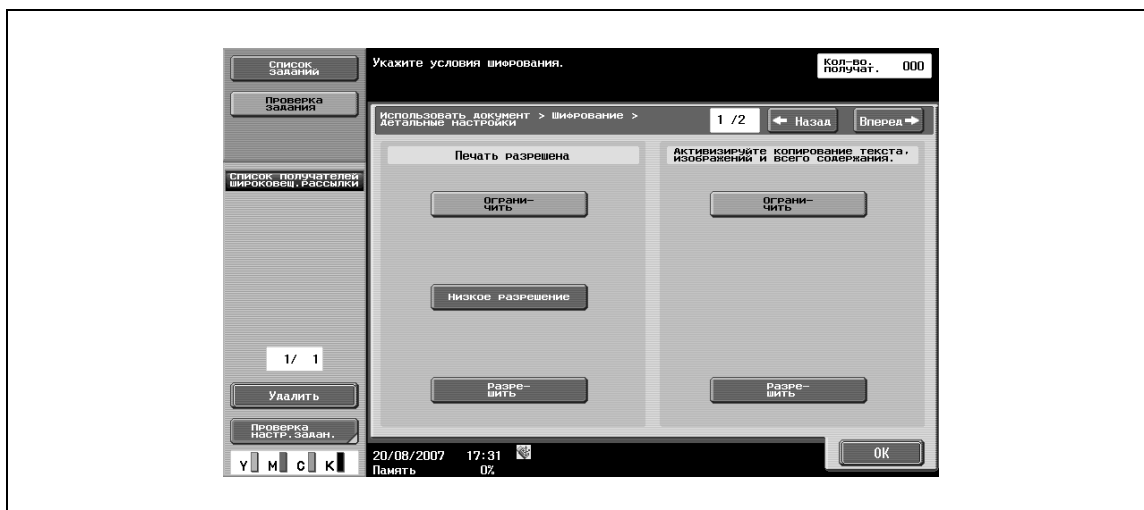 Список
заданий
Укажите условия шифрования.
Кол-во.
получат.
000
Проверка
задания
Использовать документ > Шифрование >
Детальные настройки
1 /2
Назад
Вперед
Печать разрешена
Активизируйте копирование текста,
изображений и всего содержания.
Список получателей
широковещ.рассылки
Ограни-
чить
Ограни-
чить
Низкое разрешение
1/ 1
Разре-
шить
Разре-
шить
Удалить
Проверка
настр.задан.
Y M C K
20/08/2007 17:31
Память 0%
OK